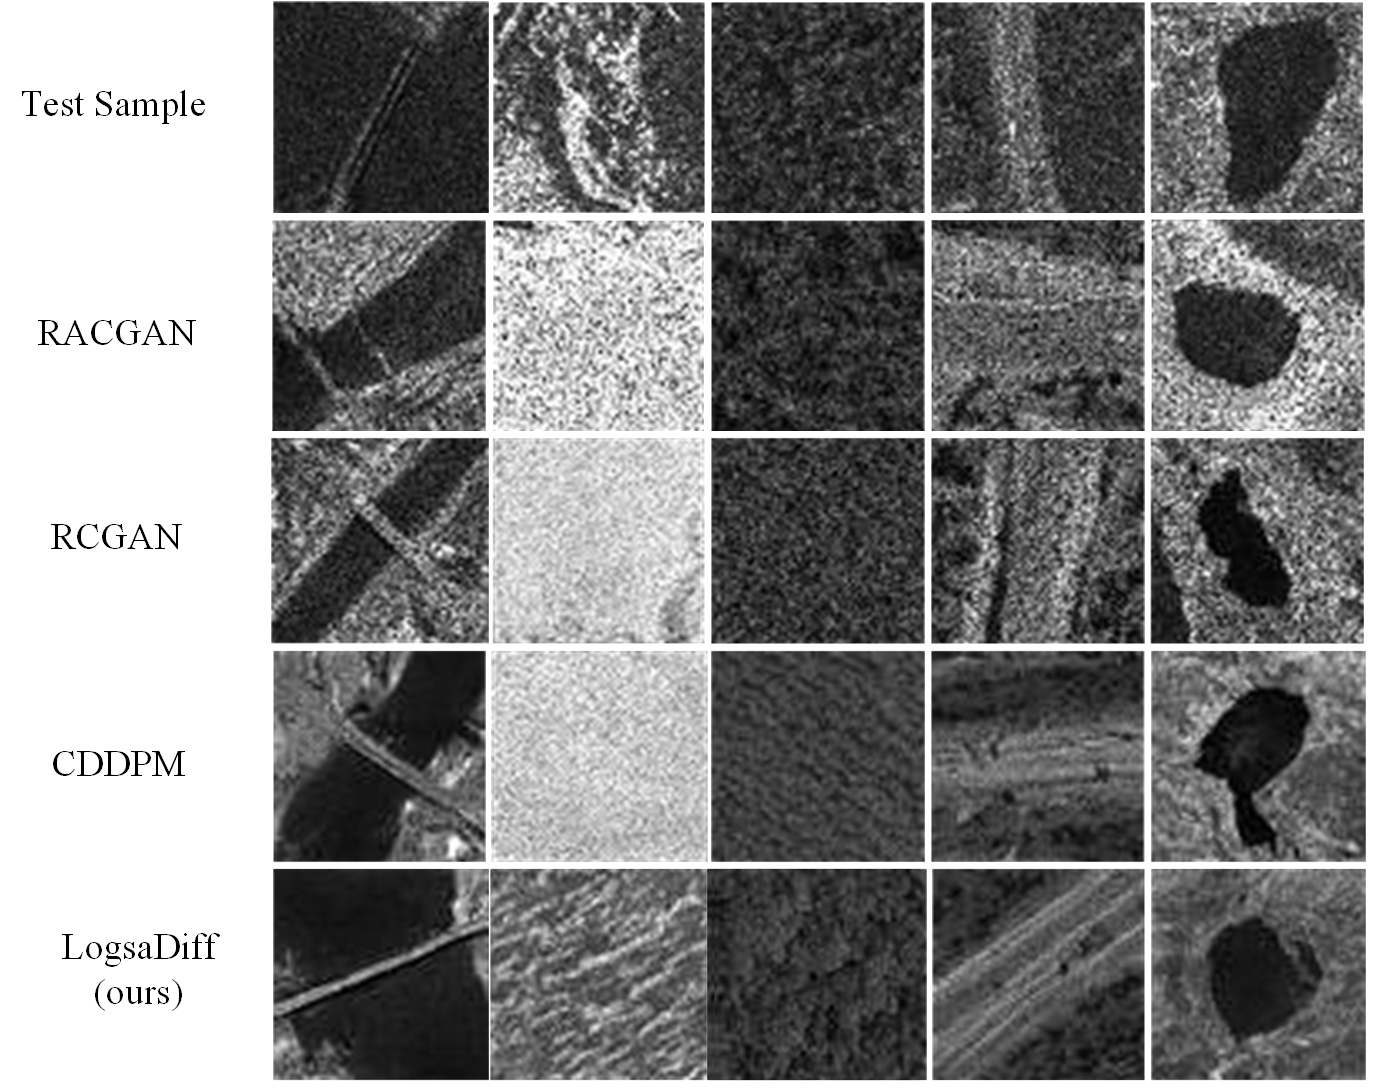 Test Sample
RACGAN
RCGAN
CDDPM
LogsaDiff
(ours)